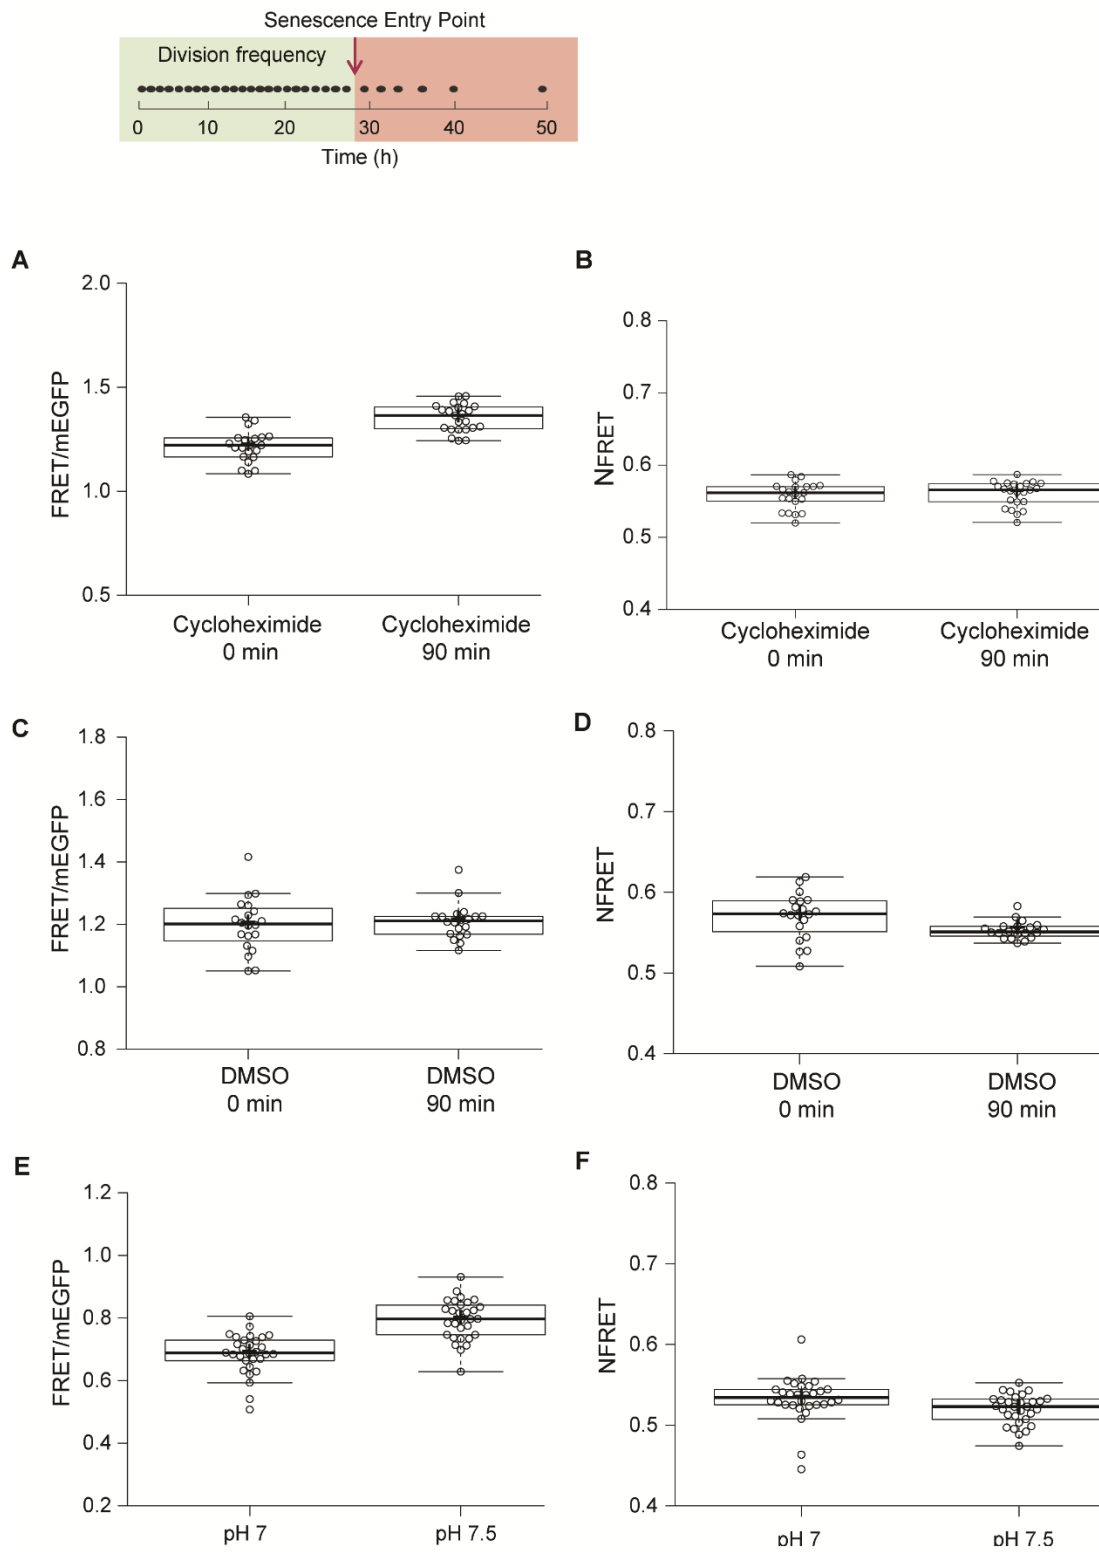 Senescence Entry Point
Division frequency
0 10 20 30 40 50
Time (h)
A
FRET/mEGFP
2.0
1.5
1.0
0.5
Cycloheximide
0 min
Cycloheximide
90 min
B
NFRET
0.8
0.7
0.6
0.5
0.4
Cycloheximide
0 min
Cycloheximide
90 min
C
FRET/mEGFP
1.8
1.6
1.4
1.2
1.0
0.8
DMSO
0 min
DMSO
90 min
D
NFRET
0.8
0.7
0.6
0.5
0.4
DMSO
0 min
DMSO
90 min
E
FRET/mEGFP
1.2
1.0
0.8
0.6
0.4
0.2
pH 7
pH 7.5
F
NFRET
0.8
0.7
0.6
0.5
0.4
pH 7
pH 7.5